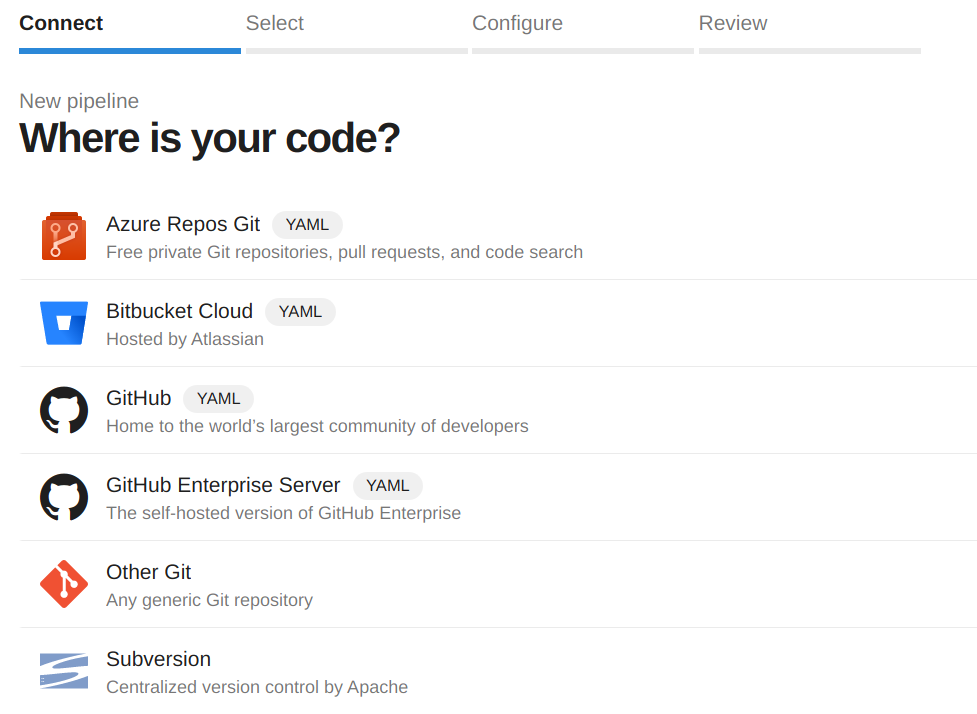 Connect Select Configure Review
New pipeline
Where is your code?
Azure Repos Git YAML
Free private Git repositories, pull requests, and code search
Bitbucket Cloud YAML
Hosted by Atlassian
GitHub YAML
Home to the world’s largest community of developers
GitHub Enterprise Server YAML
The self-hosted version of GitHub Enterprise
Other Git
Any generic Git repository
Subversion
Centralized version control by Apache